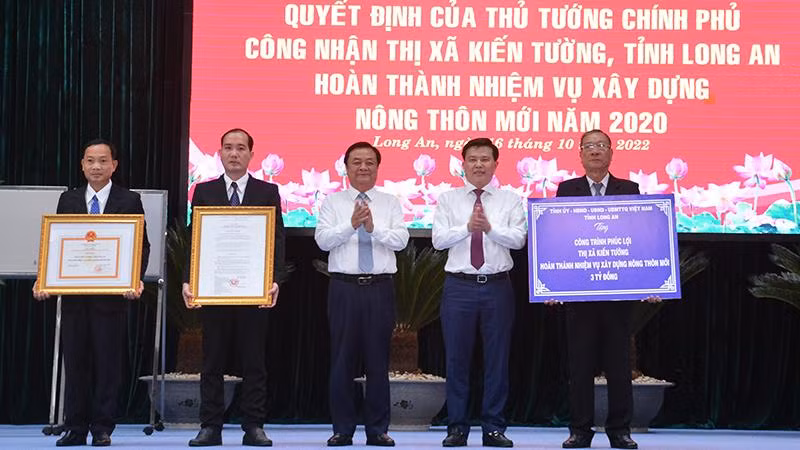 QUYẾT ĐỊNH CỦA THỦ TƯỚNG CHÍNH PHỦ
CÔNG NHẬN THỊ XÃ KIẾN TƯỜNG, TỈNH LONG AN
HOÀN THÀNH NHIỆM VỤ XÂY DỰNG
NÔNG THÔN MỚI NĂM 2020
Long An, ngày 16 tháng 10 2022
TỈNH ỦY - HĐND - UBND - UBMTTQ VIỆT NAM
TỈNH LONG AN
Tặng
CÔNG TRÌNH PHÚC LỢI
THỊ XÃ KIẾN TƯỜNG
HOÀN THÀNH NHIỆM VỤ XÂY DỰNG NÔNG THÔN MỚI
3 TỶ ĐỒNG